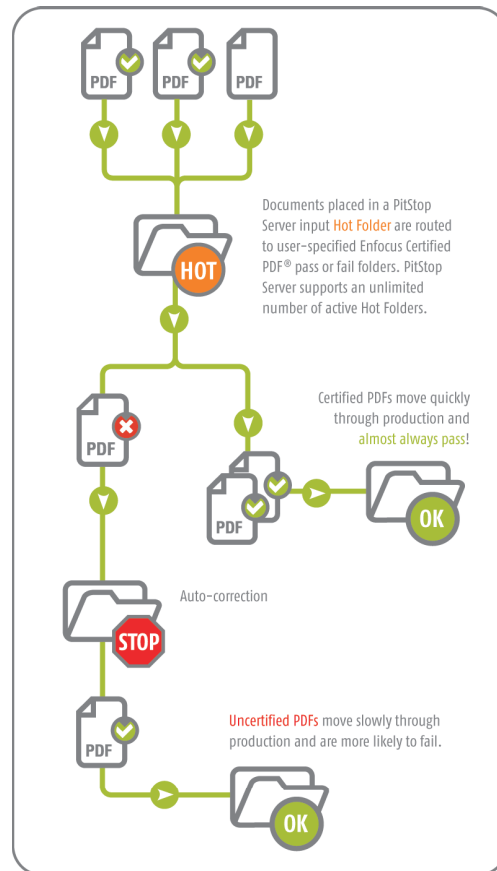 PDF
PDF
PDF
Documents placed in a PitStop
Server input Hot Folder are routed
to user-specified Enfocus Certified
PDF® pass or fail folders. PitStop
Server supports an unlimited
number of active Hot Folders.
HOT
Certified PDFs move quickly
through production and
almost always pass!
PDF
PDF
OK
Auto-correction
STOP
Uncertified PDFs move slowly through
production and are more likely to fail.
PDF
OK